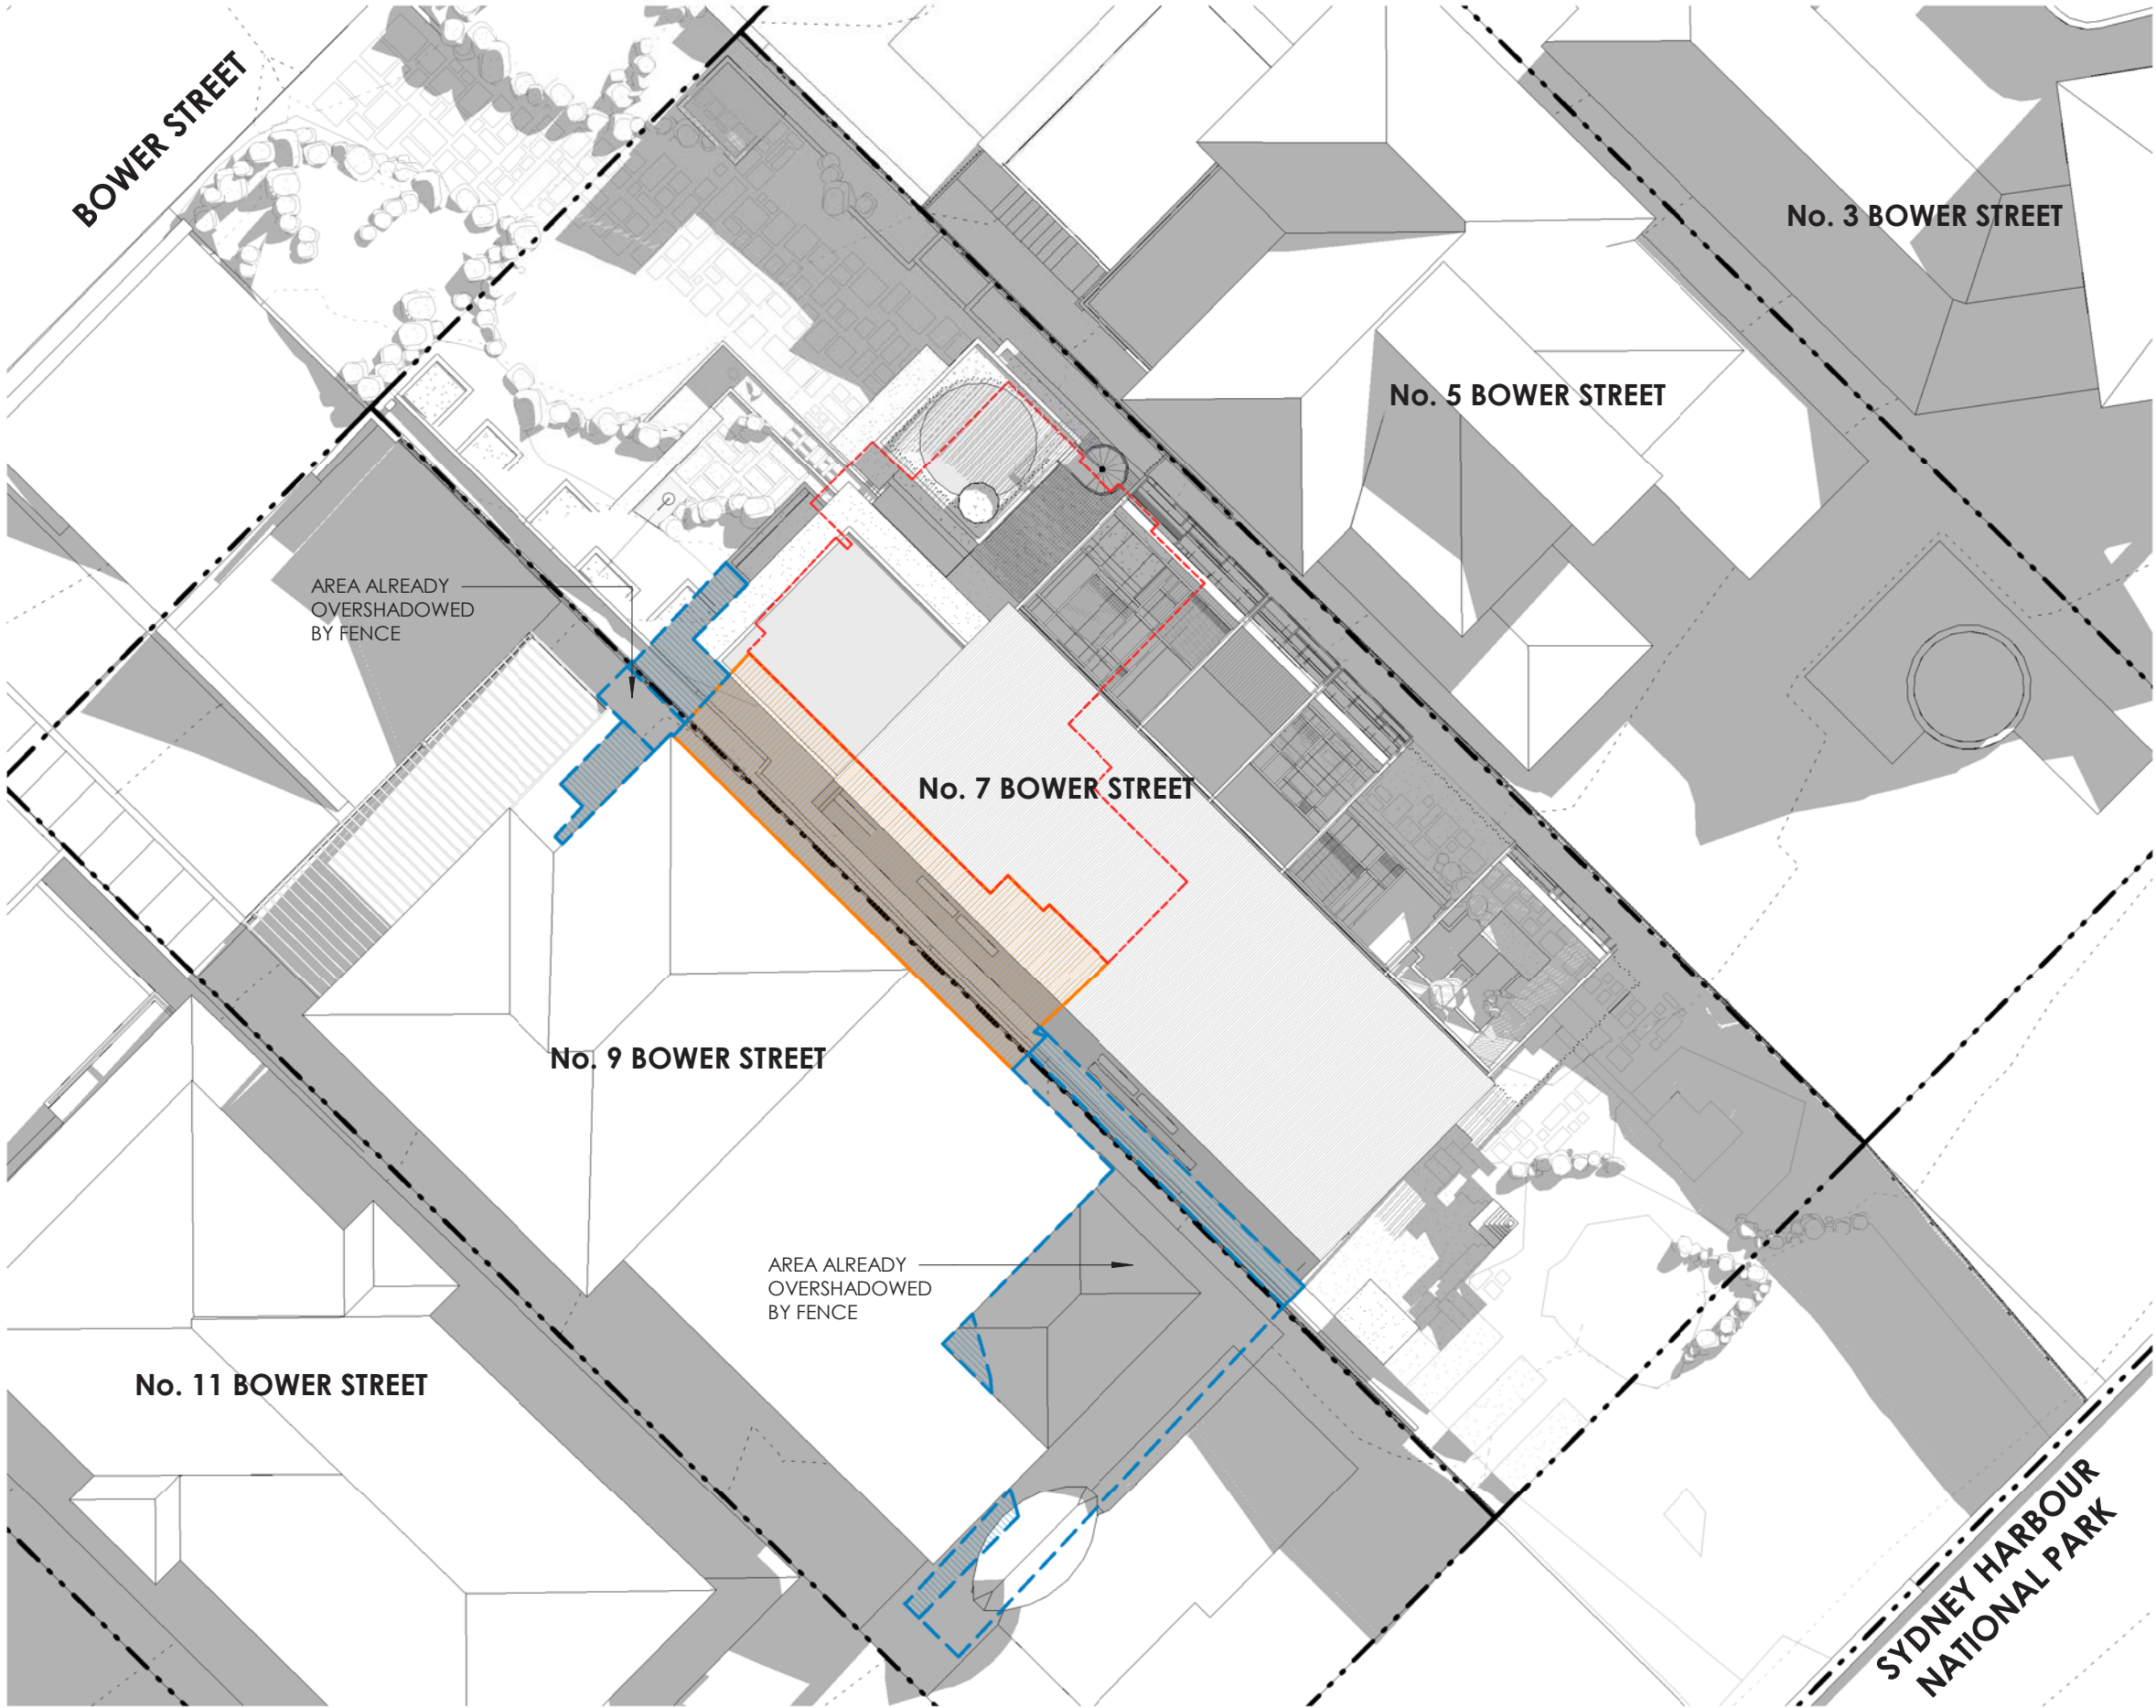 BOWER STREET
No. 3 BOWER STREET
No. 5 BOWER STREET
AREA ALREADY
OVERSHADOWED
BY FENCE
No. 7 BOWER STREET
No. 9 BOWER STREET
AREA ALREADY
OVERSHADOWED
BY FENCE
No. 11 BOWER STREET
SYDNEY HARBOUR
NATIONAL PARK